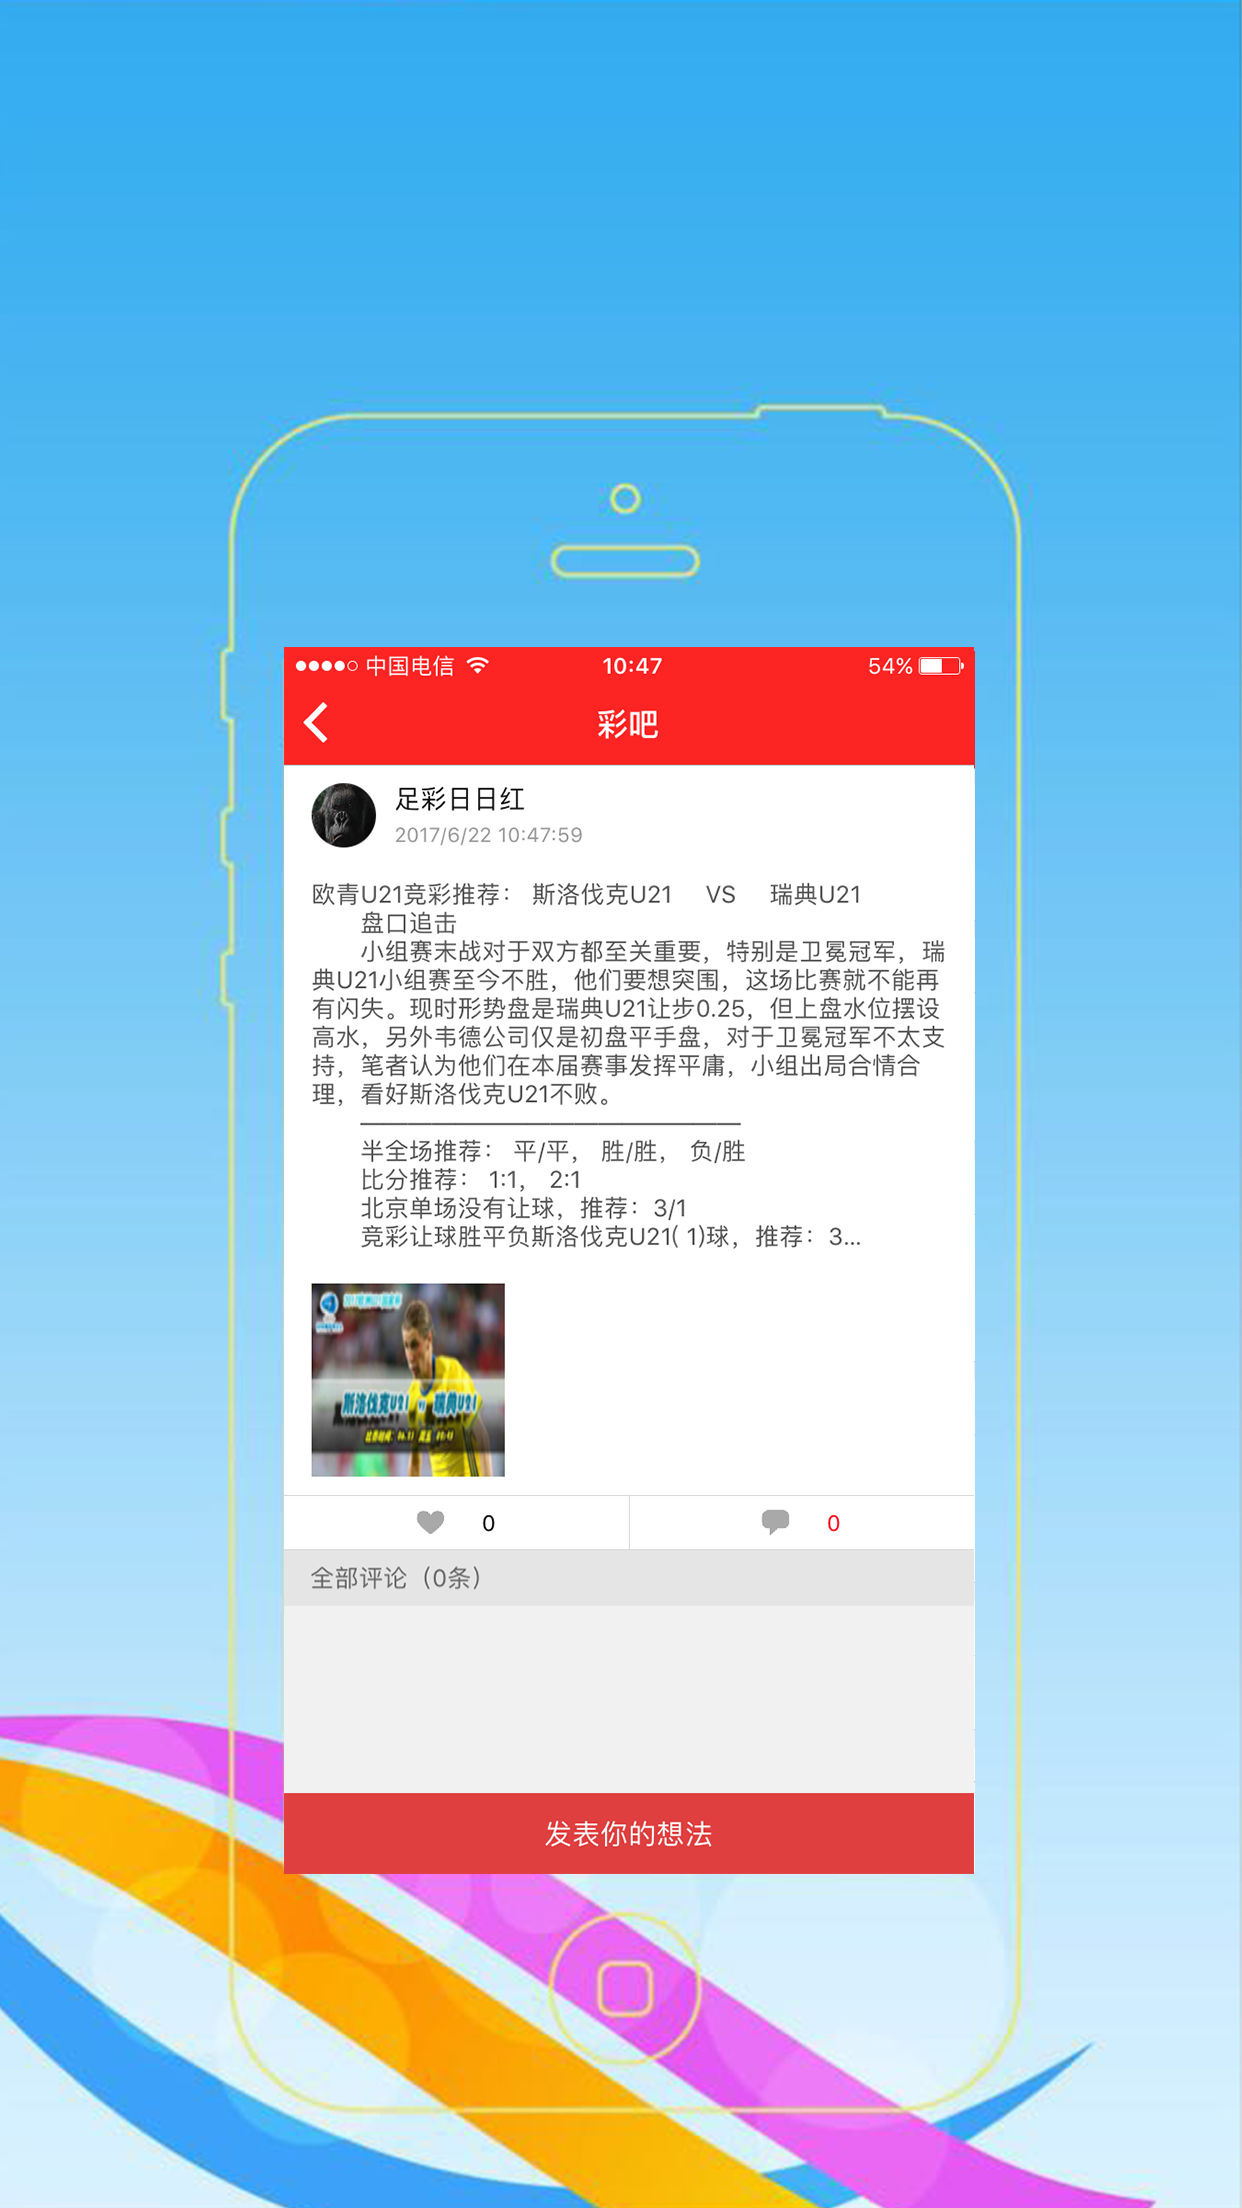 中国电信 10:47 54%
彩吧
足彩日日红
2017/6/22 10:47:59
欧青U21竞彩推荐： 斯洛伐克U21 VS 瑞典U21
盘口追击
小组赛末战对于双方都至关重要，特别是卫冕冠军，瑞
典U21小组赛至今不胜，他们要想突围，这场比赛就不能再
有闪失。现时形势盘是瑞典U21让步0.25，但上盘水位摆设
高水，另外韦德公司仅是初盘平手盘，对于卫冕冠军不太支
持，笔者认为他们在本届赛事发挥平庸，小组出局合情合
理，看好斯洛伐克U21不败。
————————————————
半全场推荐： 平/平， 胜/胜， 负/胜
比分推荐： 1:1， 2:1
北京单场没有让球，推荐：3/1
竞彩让球胜平负斯洛伐克U21( 1)球，推荐：3...
斯洛伐克U21 VS 瑞典U21
0 0
全部评论（0条）
发表你的想法